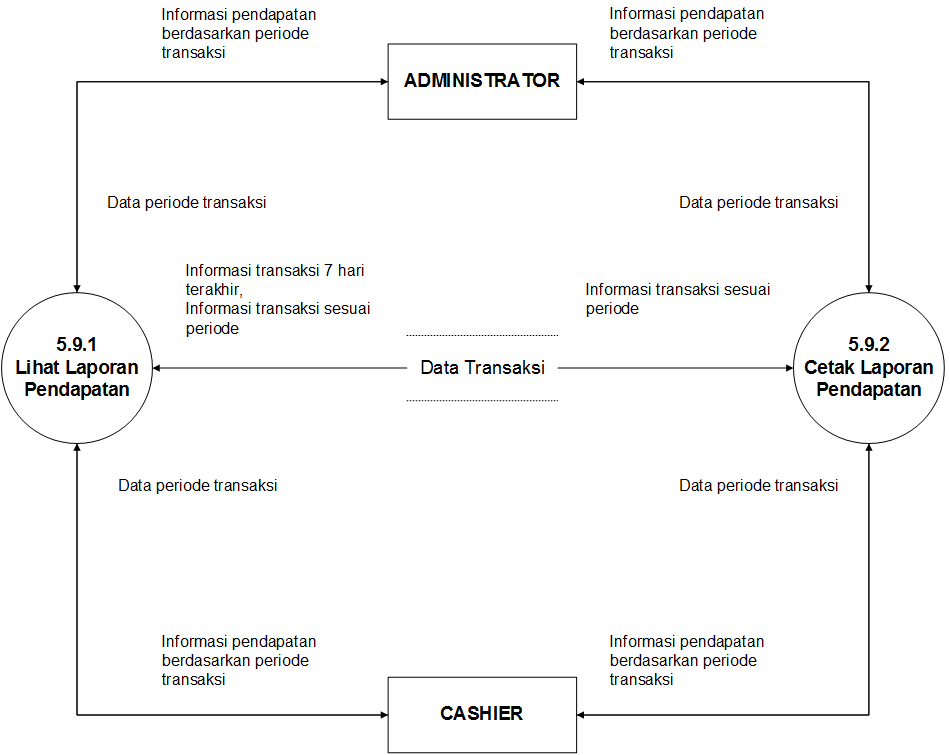 Informasi pendapatan
berdasarkan periode
transaksi
Informasi pendapatan
berdasarkan periode
transaksi
ADMINISTRATOR
Data periode transaksi
Data periode transaksi
Informasi transaksi 7 hari
terakhir,
Informasi transaksi sesuai
periode
Informasi transaksi sesuai
periode
5.9.1
Lihat Laporan
Pendapatan
Data Transaksi
5.9.2
Cetak Laporan
Pendapatan
Data periode transaksi
Data periode transaksi
Informasi pendapatan
berdasarkan periode
transaksi
Informasi pendapatan
berdasarkan periode
transaksi
CASHIER